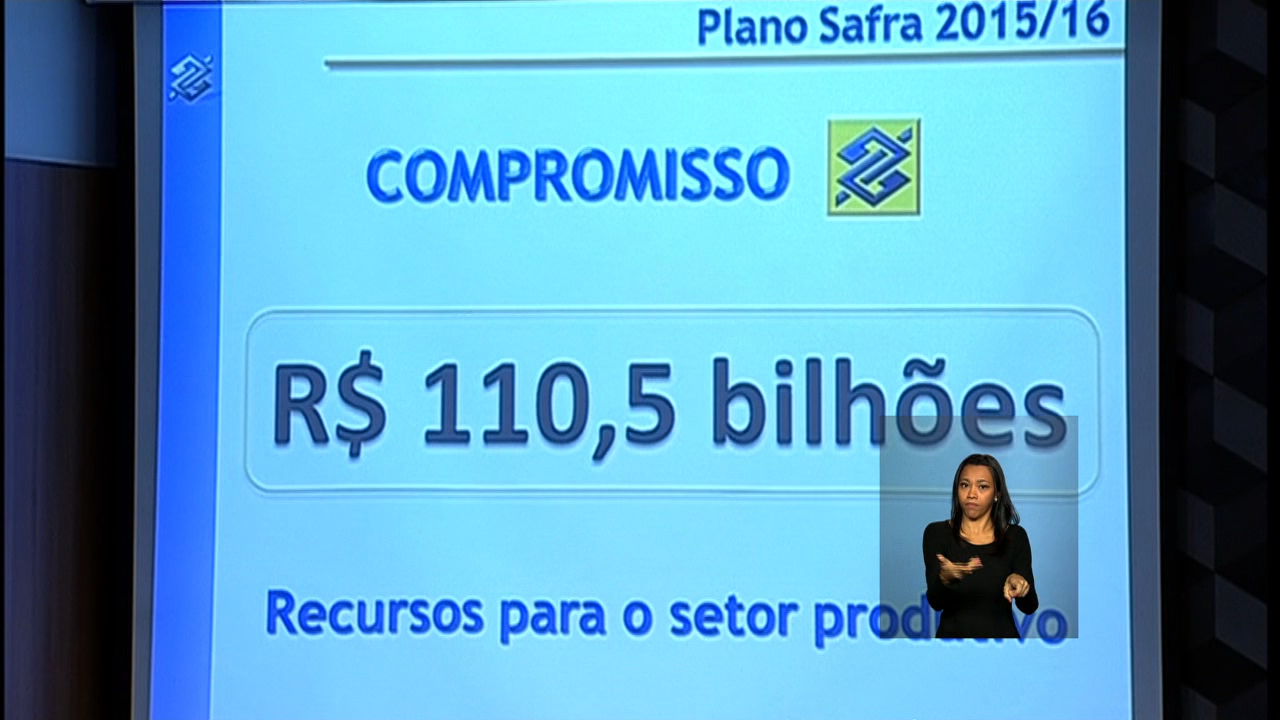 Plano Safra 2015/16
COMPROMISSO
R$ 110,5 bilhões
Recursos para o setor produtivo